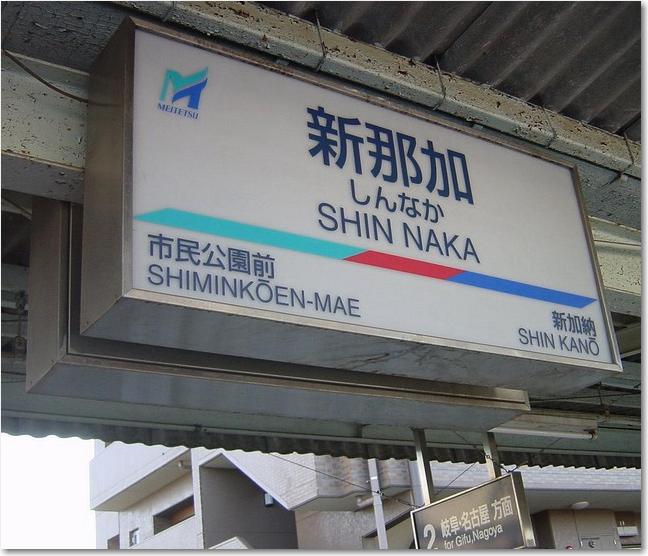 MEITETSU
新那加
しんなか
SHIN NAKA
市民公園前
SHIMINKŌEN-MAE
新加納
SHIN KANŌ
2 岐阜・名古屋 方面
for Gifu,Nagoya